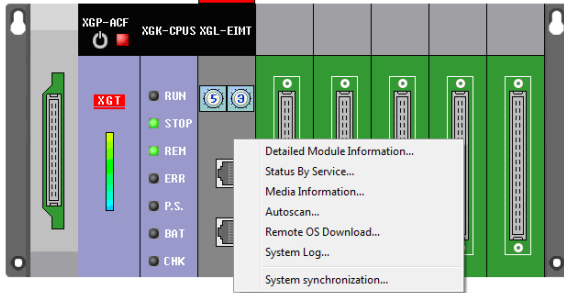 XGP-ACF
XGK-CPUS
XGL-EIMT
XGT
RUN
STOP
REM
ERR
P.S.
BAT
CHK
5
3
Detailed Module Information...
Status By Service...
Media Information...
Autoscan...
Remote OS Download...
System Log...
System synchronization...